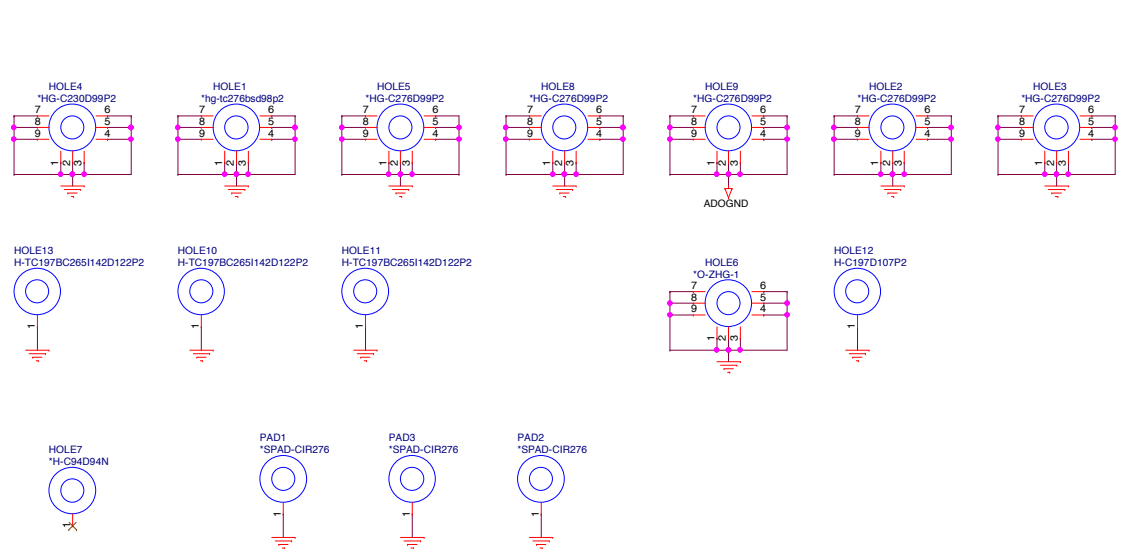 HOLE4 HOLE1 HOLE5 HOLE8 HOLE9 HOLE2 HOLE3
*HG-C230D99P2 *hg-tc276bsd98p2 *HG-C276D99P2 *HG-C276D99P2 *HG-C276D99P2 *HG-C276D99P2 *HG-C276D99P2
7 6 7 6 7 6 7 6 7 6 7 6 7 6
8 5 8 5 8 5 8 5 8 5 8 5 8 5
9 4 9 4 9 4 9 4 9 4 9 4 9 4
1 2 3 1 2 3 1 2 3 1 2 3 1 2 3 1 2 3 1 2 3
ADOGND
HOLE13 HOLE10 HOLE11 HOLE12
H-TC197BC265I142D122P2 H-TC197BC265I142D122P2 H-TC197BC265I142D122P2 H-C197D107P2
HOLE6
*O-ZHG-1
7 6
8 5
9 4
1 1 1 1
1 2 3
HOLE7
*H-C94D94N
1
PAD1 PAD3 PAD2
*SPAD-CIR276 *SPAD-CIR276 *SPAD-CIR276
1 1 1